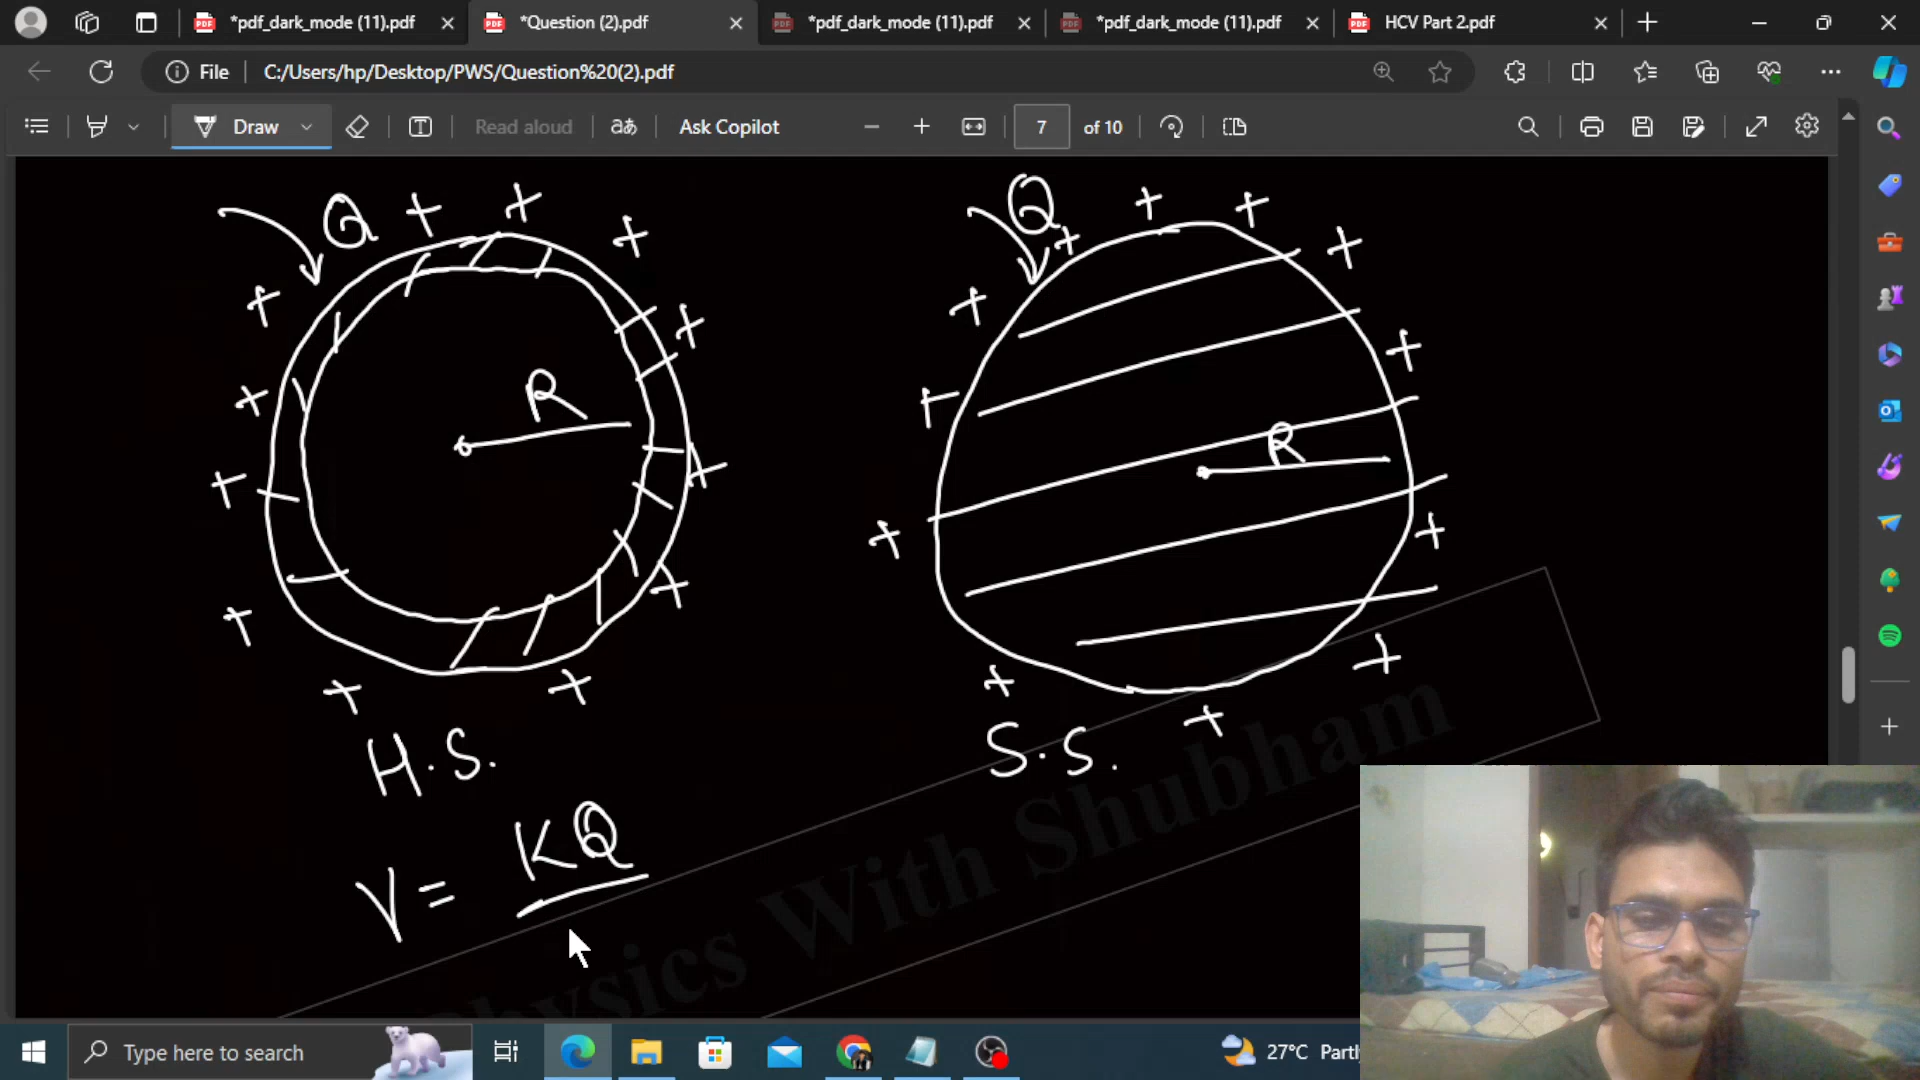 *pdf_dark_mode (11).pdf
*Question (2).pdf
*pdf_dark_mode (11).pdf
*pdf_dark_mode (11).pdf
HCV Part 2.pdf
File
C:/Users/hp/Desktop/PWS/Question%20(2).pdf
Draw
Read aloud
aあ
Ask Copilot
7
of 10
Q + + +
+ + + + + + + + + + +
R
H.S.
V = KQ
Q + + + +
+ + + + + + + +
R
S.S.
Physics With Shubham
Type here to search
27°C